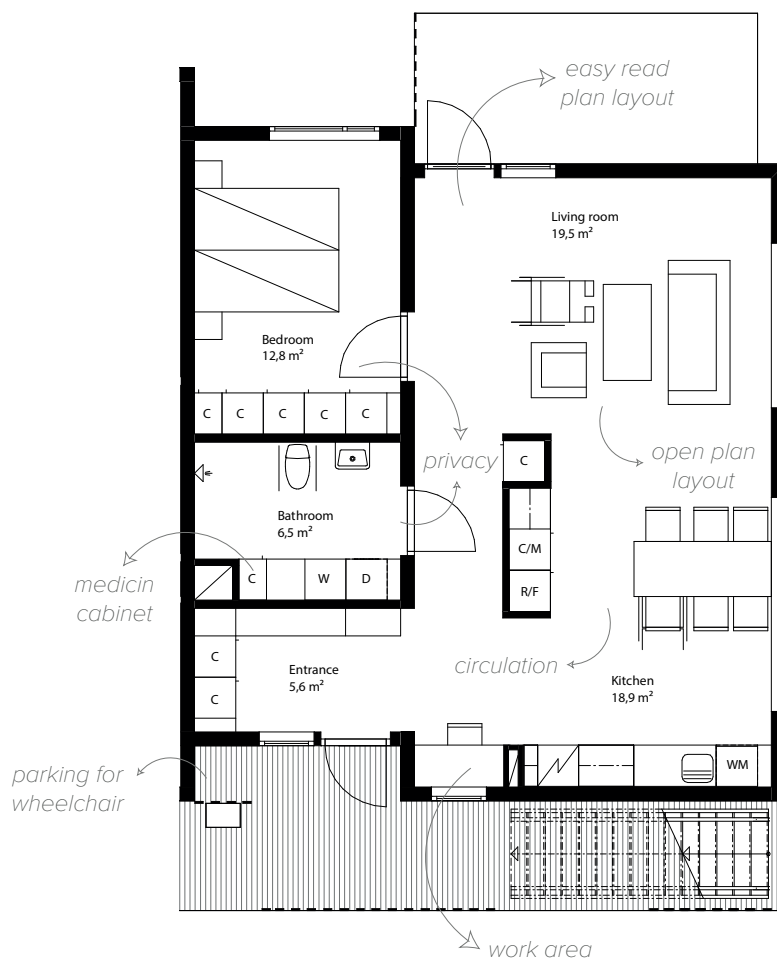 easy read
plan layout
Living room
19,5 m²
Bedroom
12,8 m²
C
C
C
C
C
privacy
C
open plan
layout
Bathroom
6,5 m²
C/M
C
W
D
R/F
medicin
cabinet
C
Entrance
5,6 m²
circulation
Kitchen
18,9 m²
C
WM
parking for
wheelchair
work area